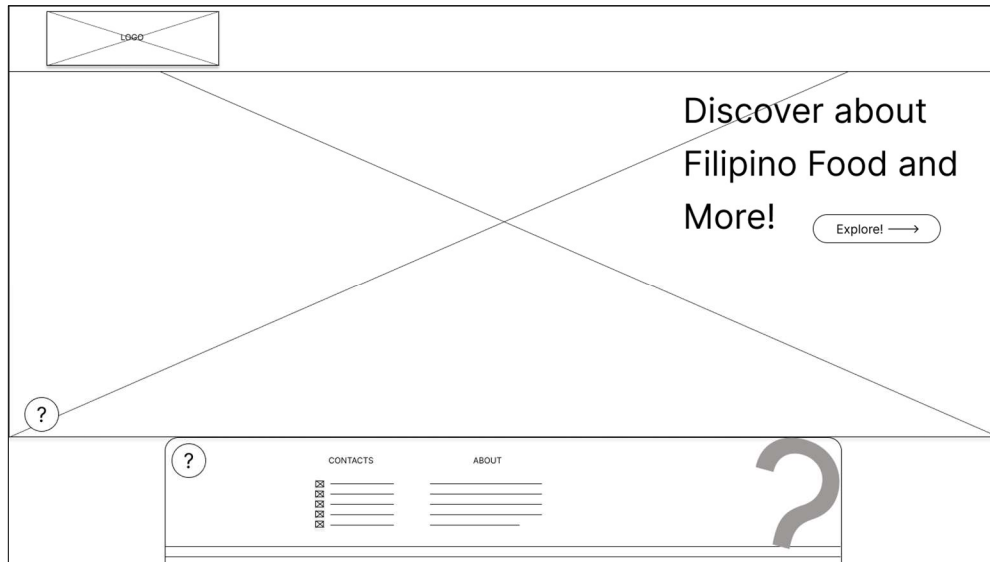 LOGO
Discover about
Filipino Food and
More!
Explore!
?
?
CONTACTS
ABOUT
?